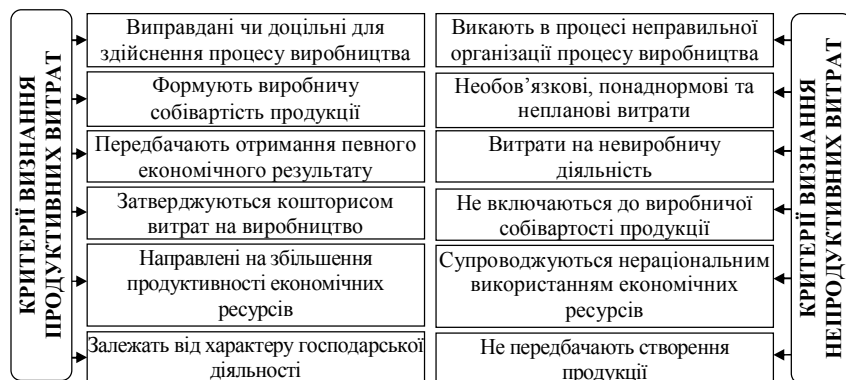 КРИТЕРІЇ ВИЗНАННЯ
ПРОДУКТИВНИХ ВИТРАТ
Виправдані чи доцільні для
здійснення процесу виробництва
Формують виробничу
собівартість продукції
Передбачають отримання певного
економічного результату
Затверджуються кошторисом
витрат на виробництво
Направлені на збільшення
продуктивності економічних
ресурсів
Залежать від характеру господарської
діяльності
Викають в процесі неправильної
організації процесу виробництва
Необов’язкові, понаднормові та
непланові витрати
Витрати на невиробничу
діяльність
Не включаються до виробничої
собівартості продукції
Супроводжуються нераціональним
використанням економічних
ресурсів
Не передбачають створення
продукції
КРИТЕРІЇ ВИЗНАННЯ
НЕПРОДУКТИВНИХ ВИТРАТ